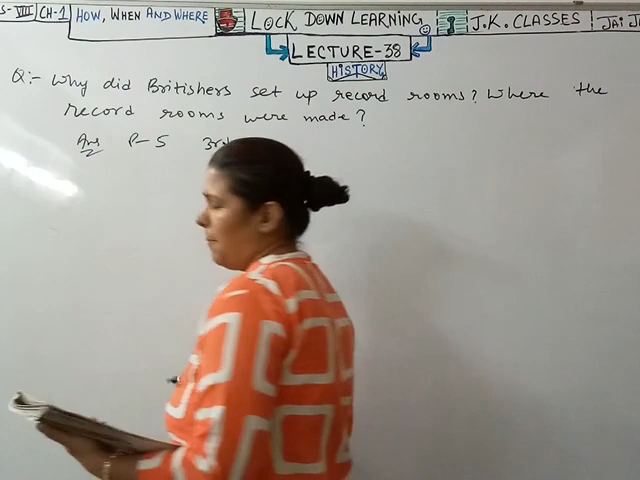 S-VIII CH-1 HOW, WHEN AND WHERE LOCK DOWN LEARNING J.K. CLASSES JAI
LECTURE-38
HISTORY
Q:- Why did Britishers set up record rooms? Where the
record rooms were made?
Ans P-5 3rd